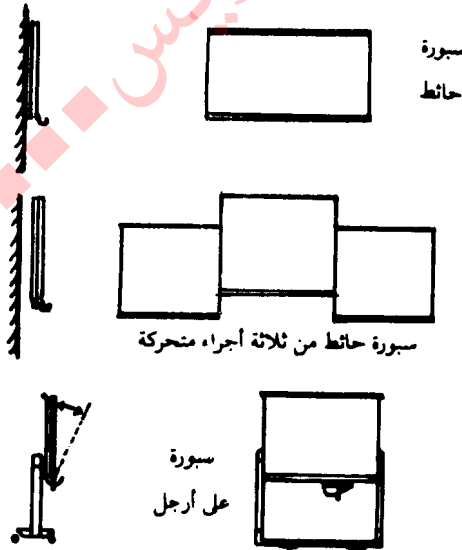 سبورة
حائط
سبورة حائط من ثلاثة أجزاء متحركة
سبورة
على أرجل